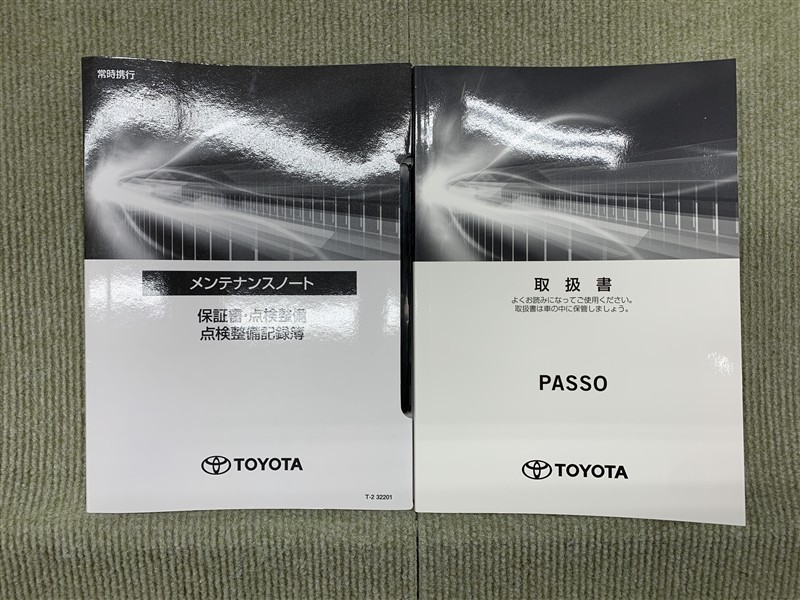 常時携行
メンテナンスノート
保証書・点検整備
点検整備記録簿
TOYOTA
T-2 32201
取扱書
よくお読みになってご使用ください。
取扱書は車の中に保管しましょう。
PASSO
TOYOTA